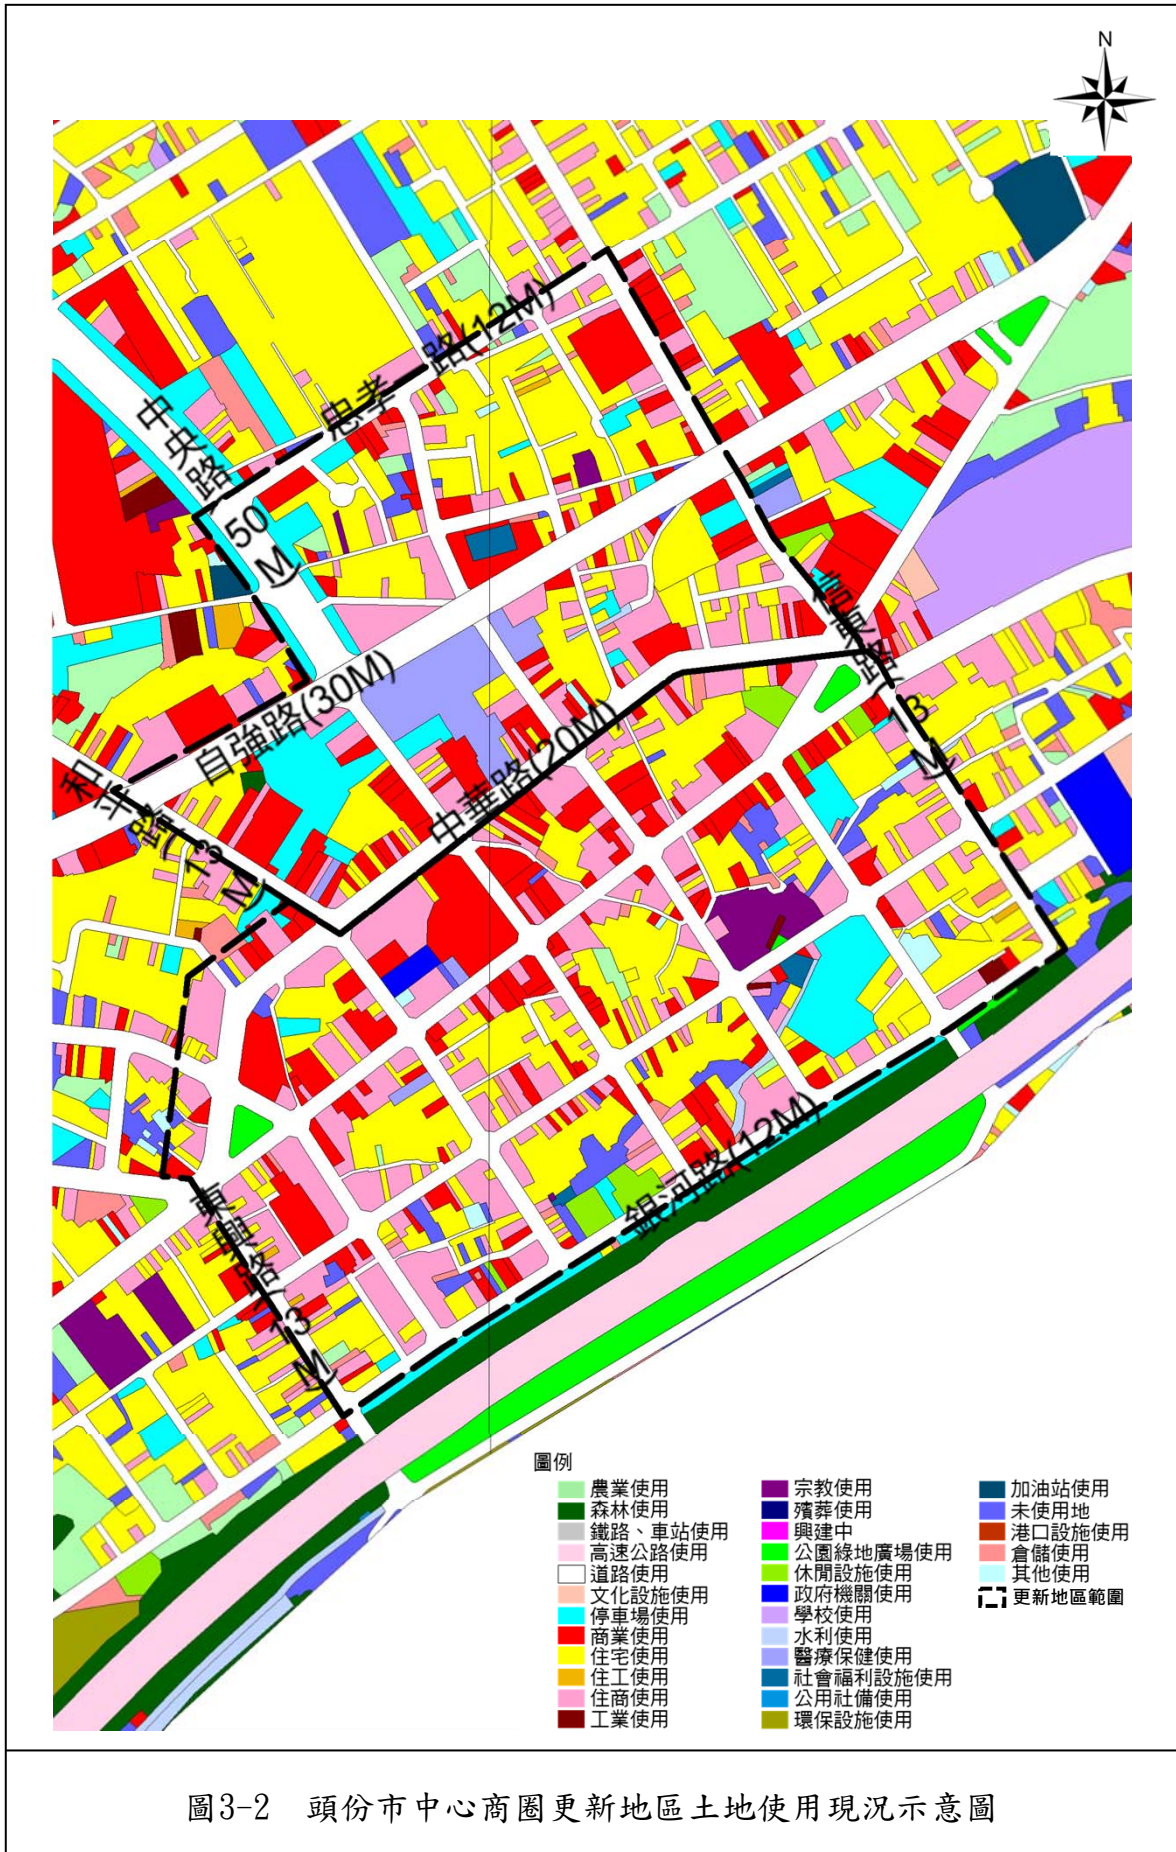 N
忠孝一路(12M)
中央路(50M)
信義路(13M)
自強路(30M)
中華路(20M)
和平路(13M)
銀河路(12M)
東興路(13M)
圖例
農業使用
森林使用
鐵路、車站使用
高速公路使用
道路使用
文化設施使用
停車場使用
商業使用
住宅使用
住工使用
住商使用
工業使用
宗教使用
殯葬使用
興建中
公園綠地廣場使用
休閒設施使用
政府機關使用
學校使用
水利使用
醫療保健使用
社會福利設施使用
公用社備使用
環保設施使用
加油站使用
未使用地
港口設施使用
倉儲使用
其他使用
更新地區範圍
圖3-2 頭份市中心商圈更新地區土地使用現況示意圖